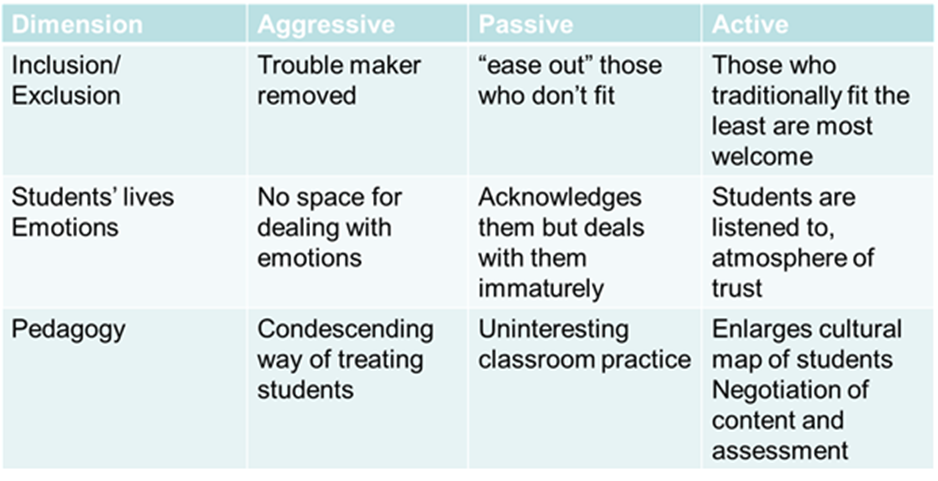 Dimension
Aggressive
Passive
Active
Inclusion/
Exclusion
Trouble maker
removed
“ease out” those
who don’t fit
Those who
traditionally fit the
least are most
welcome
Students’ lives
Emotions
No space for
dealing with
emotions
Acknowledges
them but deals
with them
immaturely
Students are
listened to,
atmosphere of
trust
Pedagogy
Condescending
way of treating
students
Uninteresting
classroom practice
Enlarges cultural
map of students
Negotiation of
content and
assessment